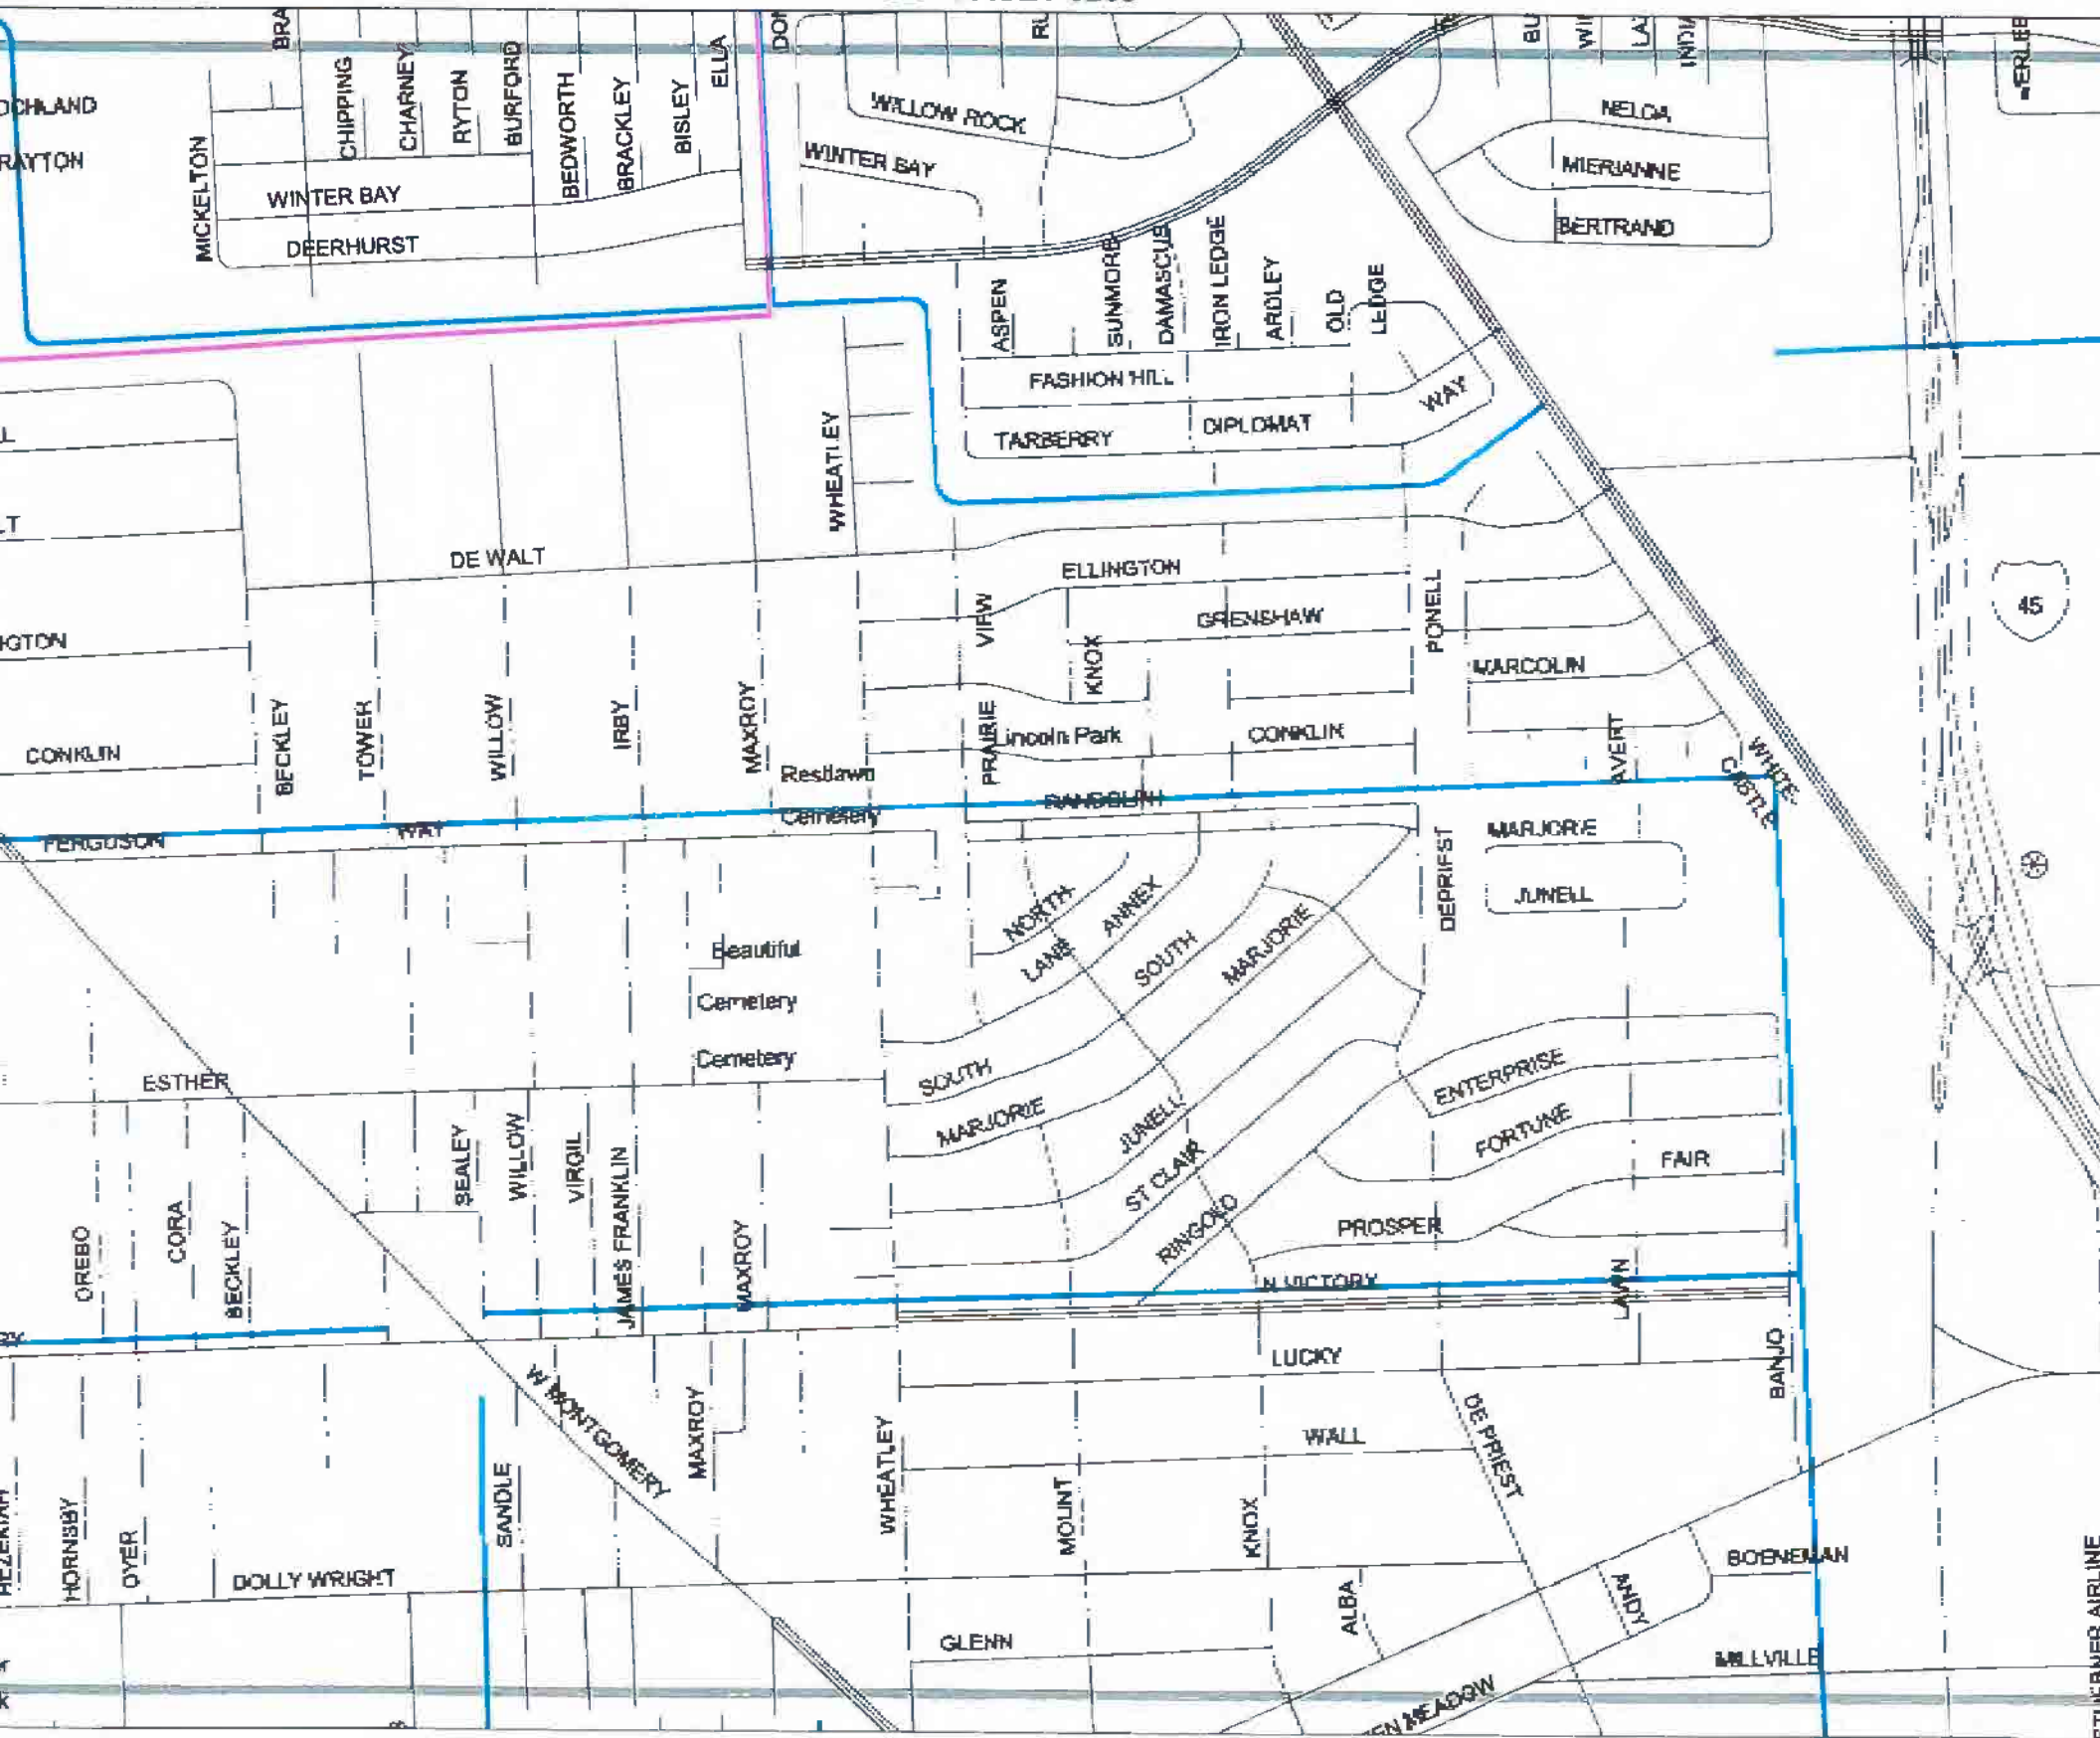 CHIPPING
CHARNEY
RYTON
BURFORD
BEDWORTH
BRACKLEY
BISLEY
ELLA
MICKELTON
WINTER BAY
DEERHURST
WILLOW ROCK
WINTER BAY
NELDA
MIERIANNE
BERTRAND
ASPEN
SUNMORE
DAMASCUS
IRON LEDGE
ARDLEY
OLD
LEDGE
FASHION HILL
TARBERRY
DIPLOMAT
WAY
WHEATLEY
DE WALT
ELLINGTON
GRENSHAW
VIEW
KNOX
PONELL
MARCOLIN
45
CONKLIN
BECKLEY
TOWER
WILLOW
IRBY
MAXROY
PRAIRIE
Lincoln Park
CONKLIN
AVERT
WHITE
CASTLE
Restlawn
Cemetery
RANDOLPH
FERGUSON
WAY
MARJORIE
JUNELL
DEPRIEST
NORTH
LANE
ANNEX
SOUTH
MARJORIE
Beautiful
Cemetery
Cemetery
ESTHER
SOUTH
MARJORIE
JUNELL
ST CLAIR
RINGOLD
ENTERPRISE
FORTUNE
FAIR
PROSPER
N VICTORY
LAWN
OREBO
CORA
BECKLEY
SEALEY
WILLOW
VIRGIL
JAMES FRANKLIN
MAXROY
LUCKY
BANJO
W MONTGOMERY
MAXROY
WHEATLEY
WALL
DE PRIEST
MOUNT
KNOX
SANDLE
HORNSBY
DYER
DOLLY WRIGHT
ALBA
BOENEMAN
GLENN
MILLVILLE
EN MEADOW